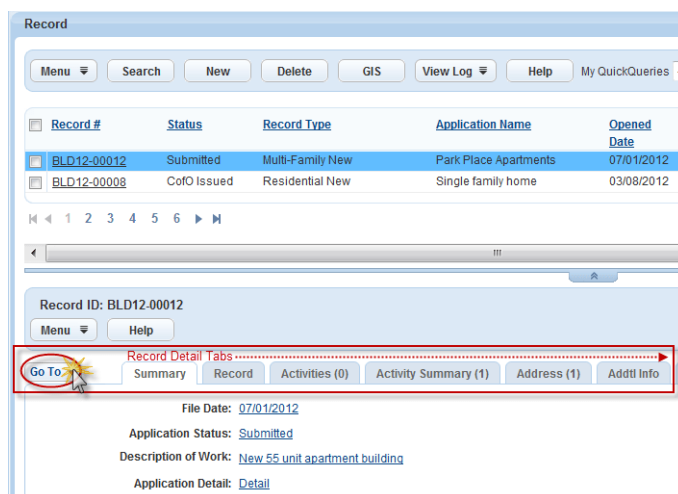 Record
Menu Search New Delete GIS View Log Help My QuickQueries
Record # Status Record Type Application Name Opened
Date
BLD12-00012 Submitted Multi-Family New Park Place Apartments 07/01/2012
BLD12-00008 CofO Issued Residential New Single family home 03/08/2012
1 2 3 4 5 6
Record ID: BLD12-00012
Menu Help
Record Detail Tabs
Go To Summary Record Activities (0) Activity Summary (1) Address (1) Addtl Info
File Date: 07/01/2012
Application Status: Submitted
Description of Work: New 55 unit apartment building
Application Detail: Detail